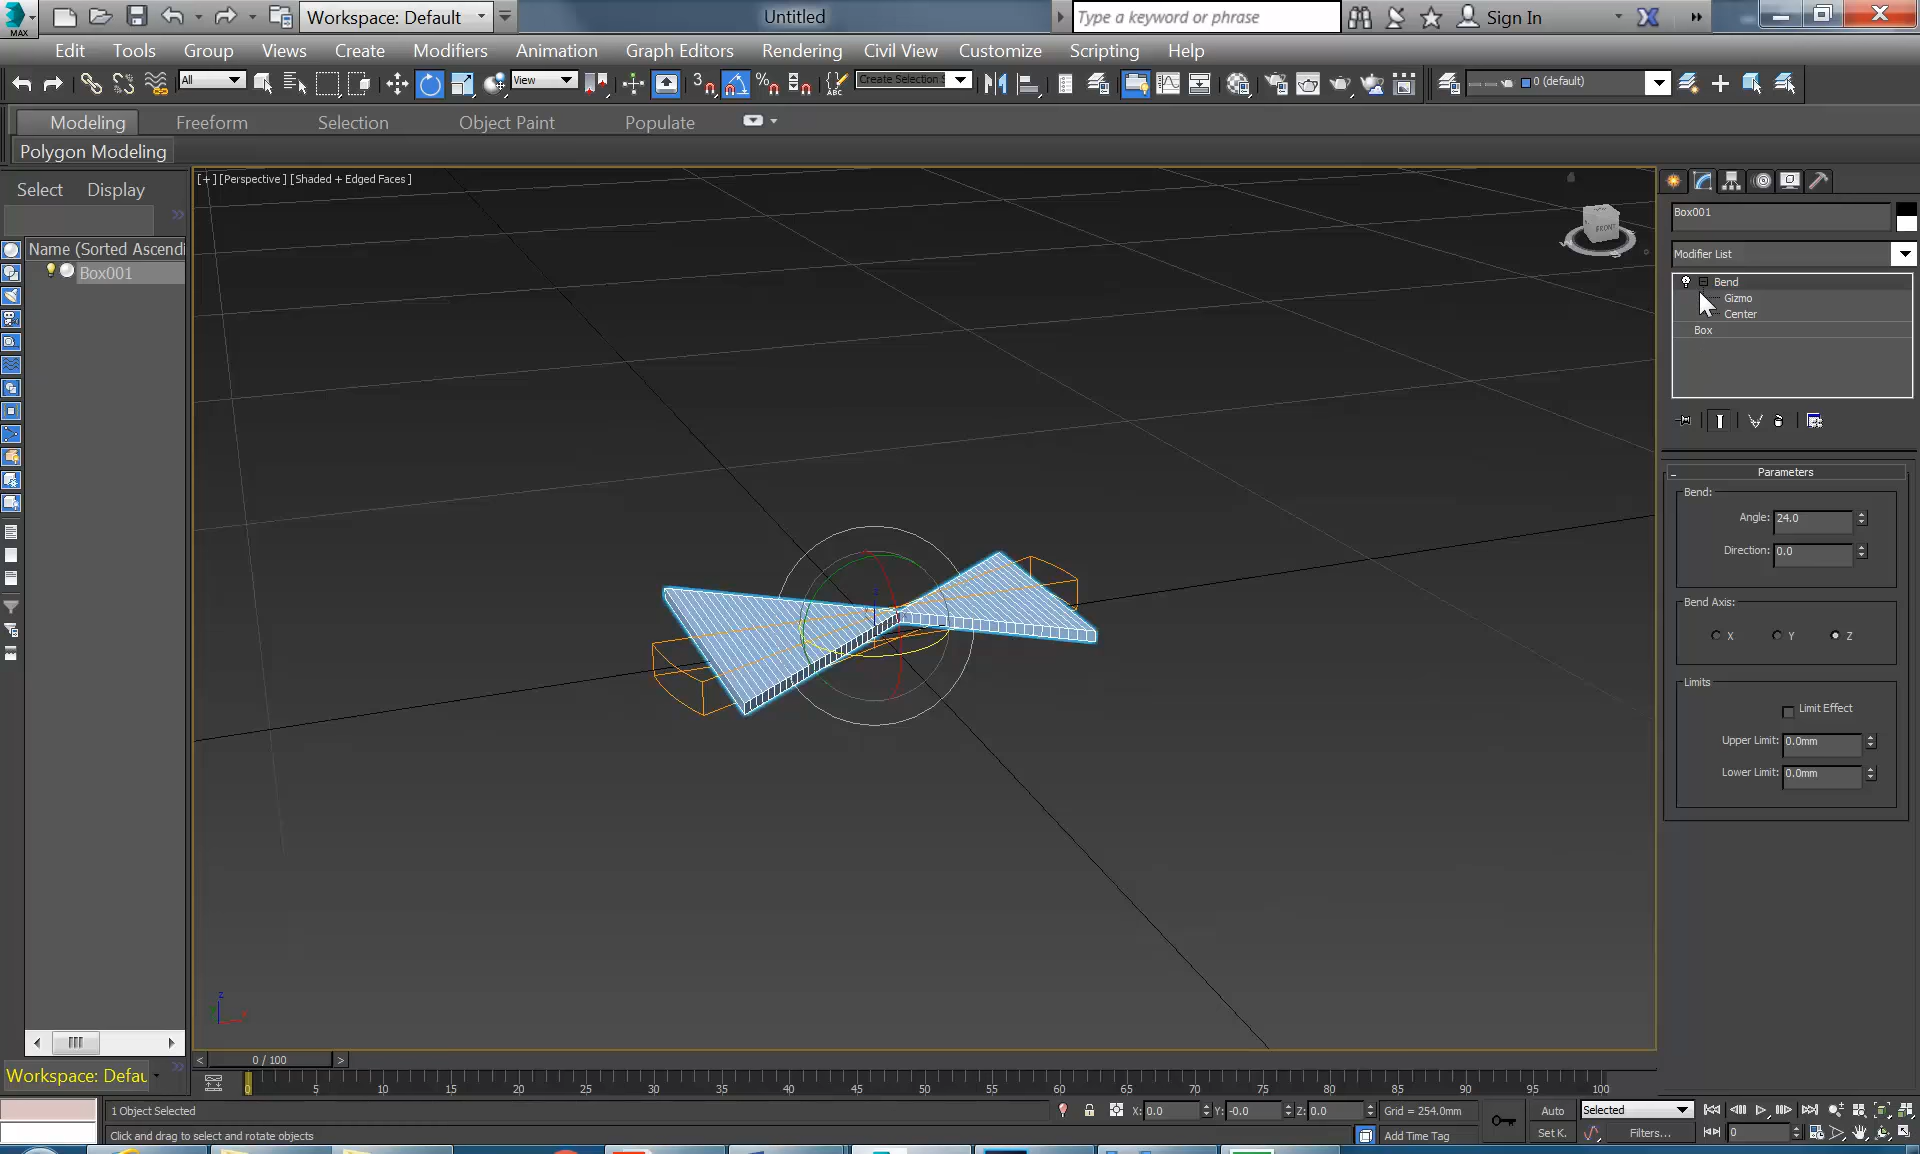 MAX
Workspace: Default
Untitled
Type a keyword or phrase
Sign In
Edit Tools Group Views Create Modifiers Animation Graph Editors Rendering Civil View Customize Scripting Help
All
View
3
Create Selection S
0 (default)
Modeling Freeform Selection Object Paint Populate
Polygon Modeling
Select Display
Name (Sorted Ascendi
Box001
[+] [Perspective ] [Shaded + Edged Faces ]
FRONT
Box001
Modifier List
Bend
Gizmo
Center
Box
Parameters
Bend:
Angle: 24.0
Direction: 0.0
Bend Axis:
X Y Z
Limits
Limit Effect
Upper Limit: 0.0mm
Lower Limit: 0.0mm
z
x
< 0 / 100 >
Workspace: Defau
0 5 10 15 20 25 30 35 40 45 50 55 60 65 70 75 80 85 90 95 100
1 Object Selected
X: 0.0 Y: -0.0 Z: 0.0
Grid = 254.0mm
Auto
Selected
Click and drag to select and rotate objects
Add Time Tag
Set K.
Filters...
0